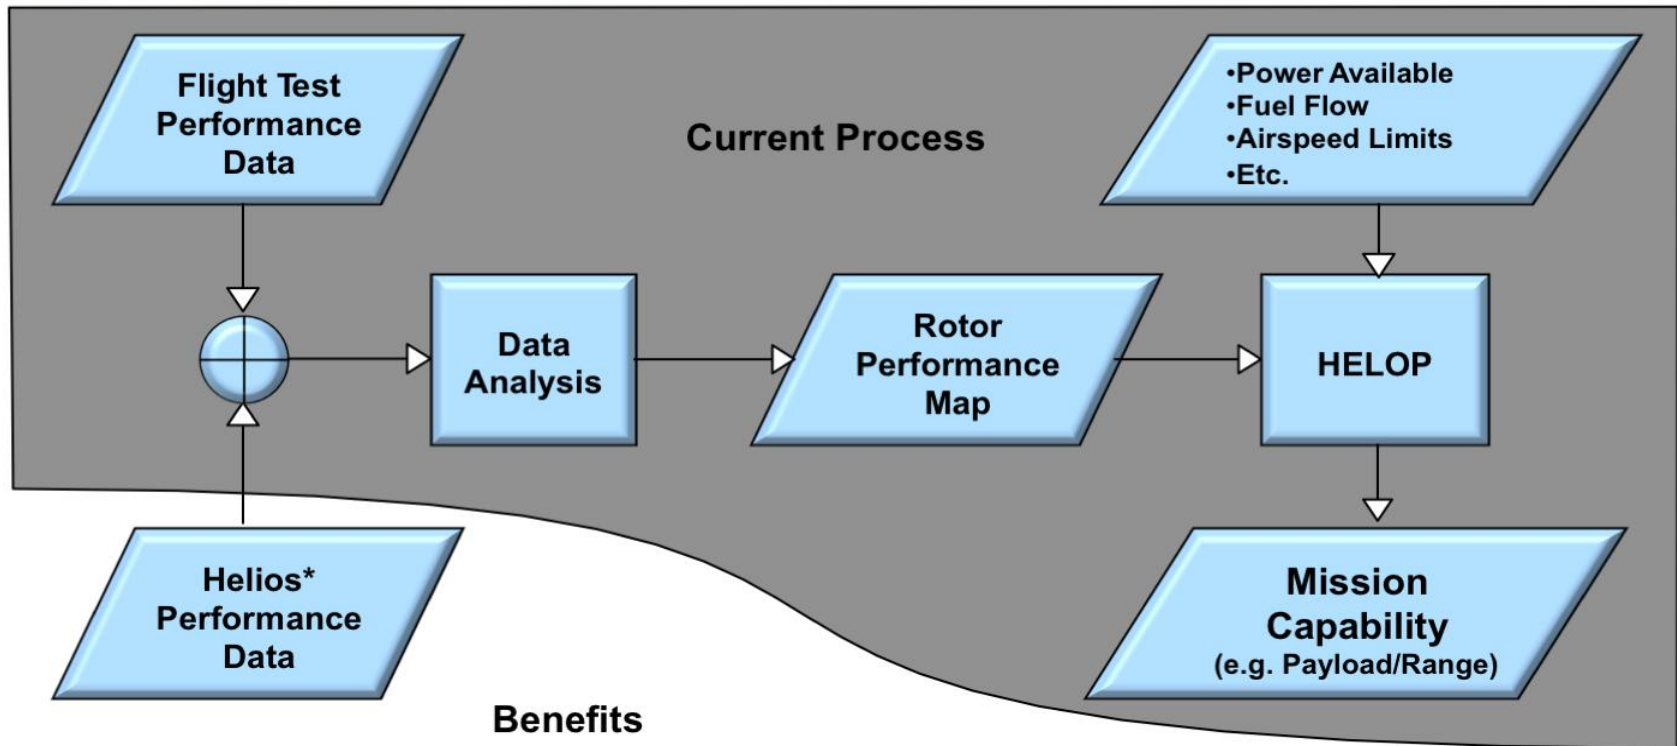 Flight Test
Performance
Data
Current Process
•Power Available
•Fuel Flow
•Airspeed Limits
•Etc.
Data
Analysis
Rotor
Performance
Map
HELOP
Helios*
Performance
Data
Mission
Capability
(e.g. Payload/Range)
Benefits